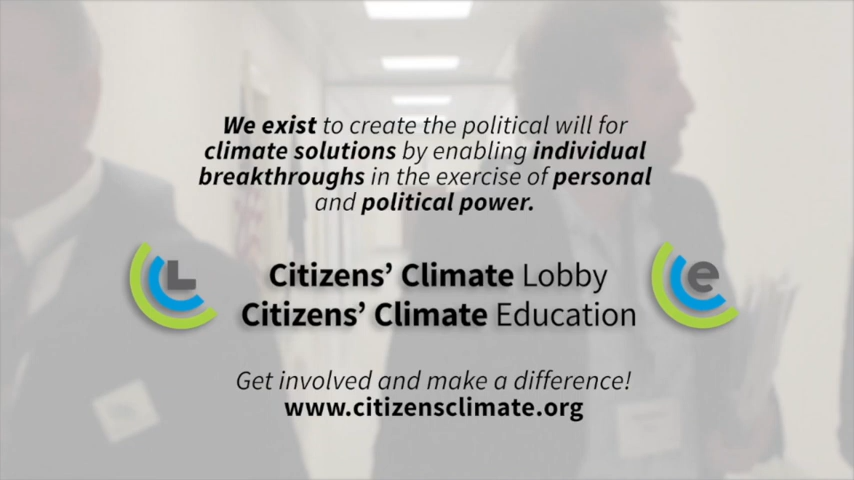 We exist to create the political will for
climate solutions by enabling individual
breakthroughs in the exercise of personal
and political power.
L
Citizens’ Climate Lobby
Citizens’ Climate Education
e
Get involved and make a difference!
www.citizensclimate.org